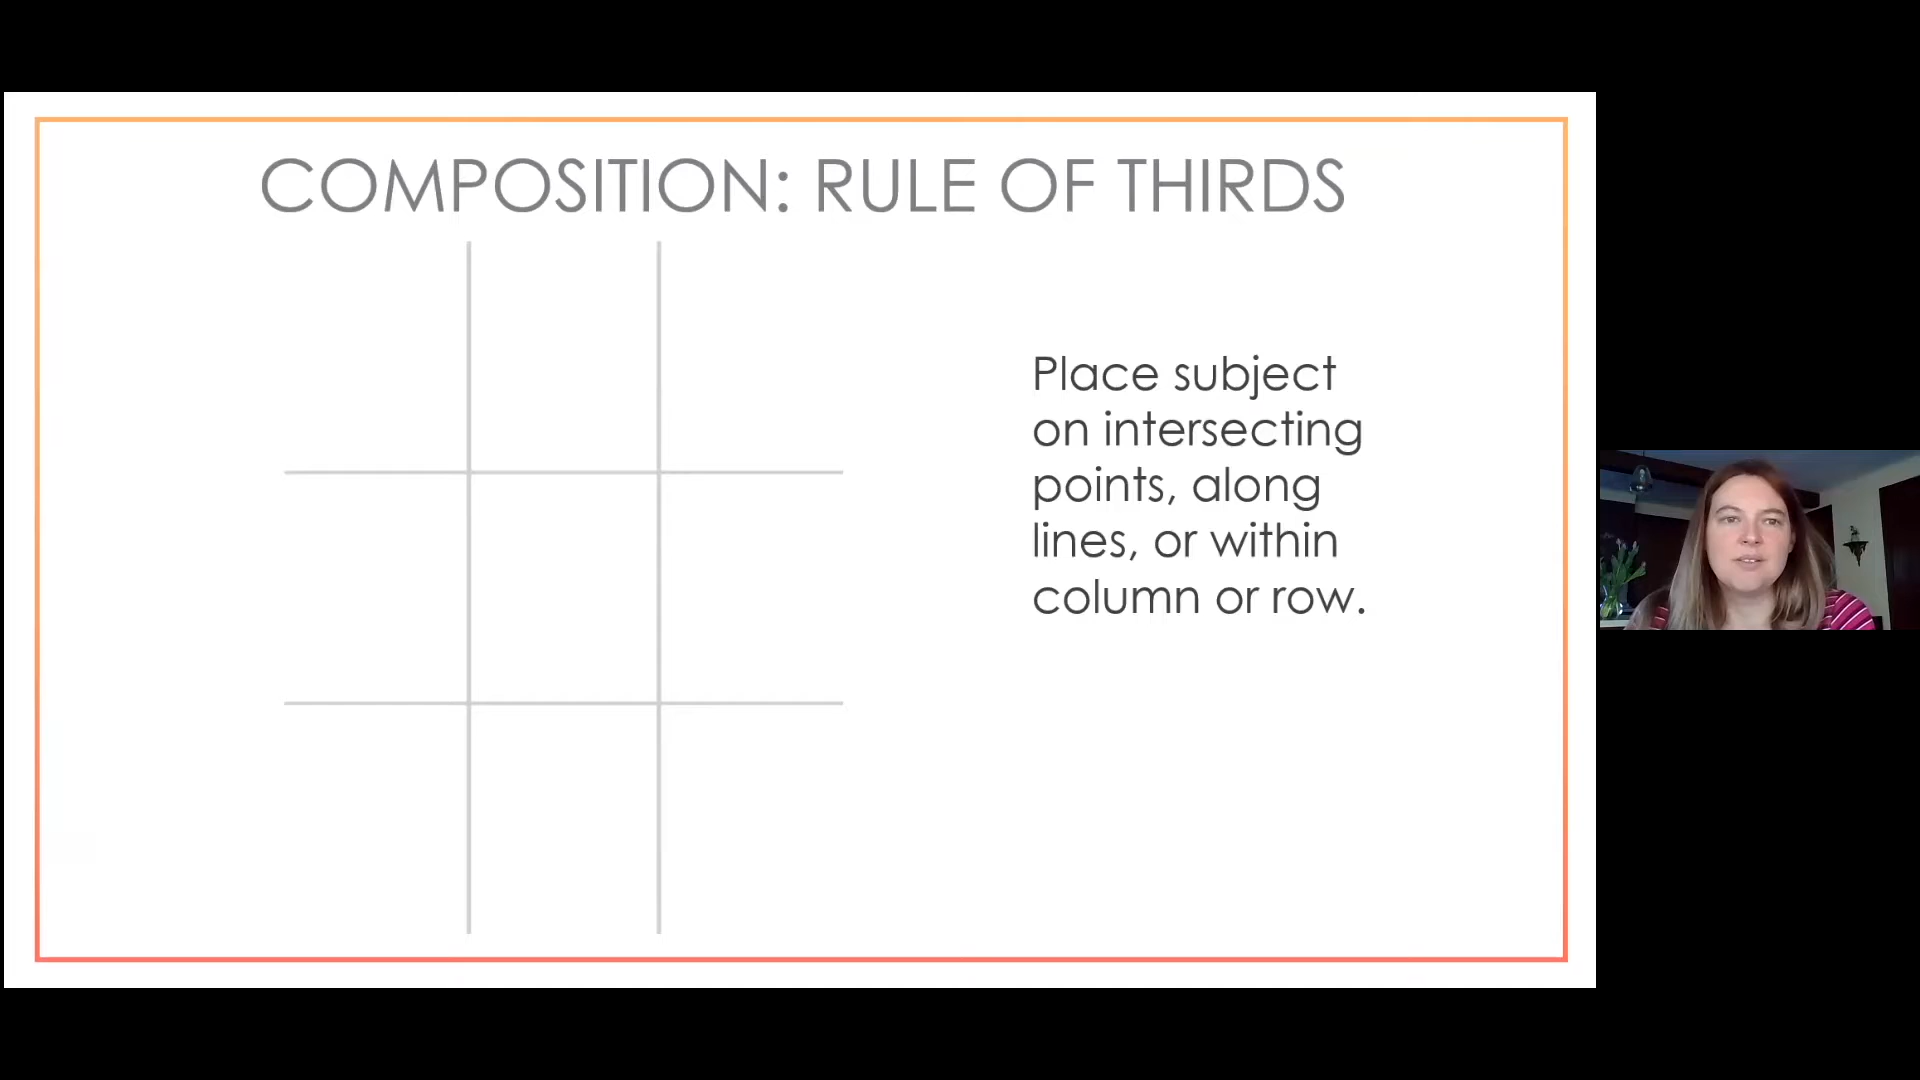 COMPOSITION: RULE OF THIRDS
Place subject
on intersecting
points, along
lines, or within
column or row.